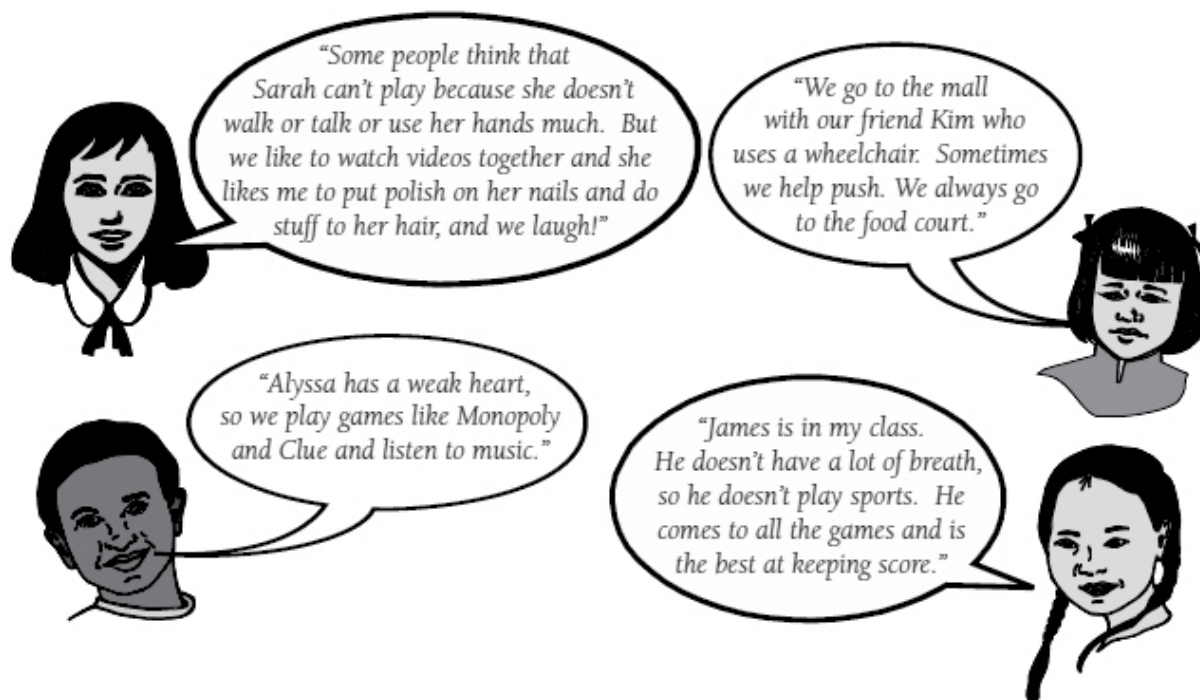 “Some people think that
Sarah can’t play because she doesn’t
walk or talk or use her hands much.  But
we like to watch videos together and she
likes me to put polish on her nails and do
stuff to her hair, and we laugh!”
“We go to the mall
with our friend Kim who
uses a wheelchair.  Sometimes
we help push. We always go
to the food court.”
“Alyssa has a weak heart,
so we play games like Monopoly
and Clue and listen to music.”
“James is in my class.
He doesn’t have a lot of breath,
so he doesn’t play sports.  He
comes to all the games and is
the best at keeping score.”